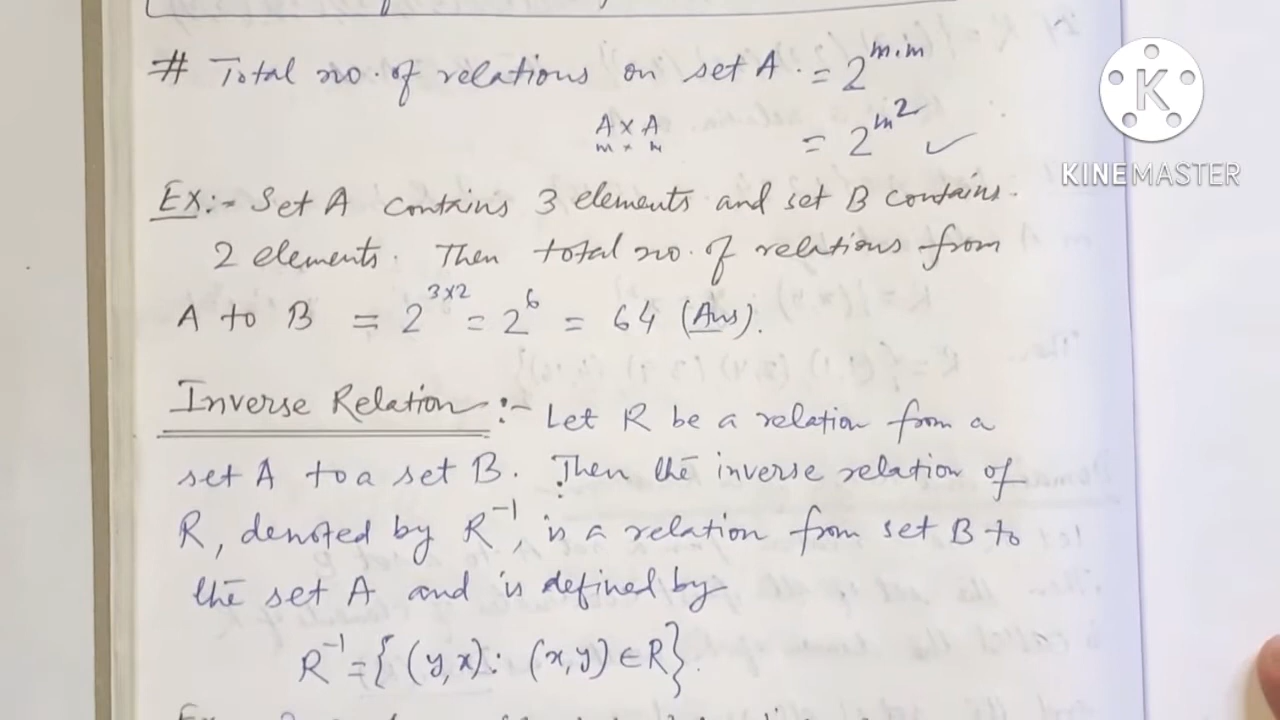 # Total no. of relations on set A. = 2^{m.m}
A x A
m x m
= 2^{m^2} ✓
Ex:- Set A contains 3 elements and set B contains.
2 elements. Then total no. of relations from
A to B = 2^{3x2} = 2^6 = 64 (Ans).
Inverse Relation :- Let R be a relation from a
set A to a set B. Then the inverse relation of
R, denoted by R^{-1}, is a relation from set B to
the set A and is defined by
R^{-1} = { (y,x): (x,y) ∈ R}.
KINEMASTER